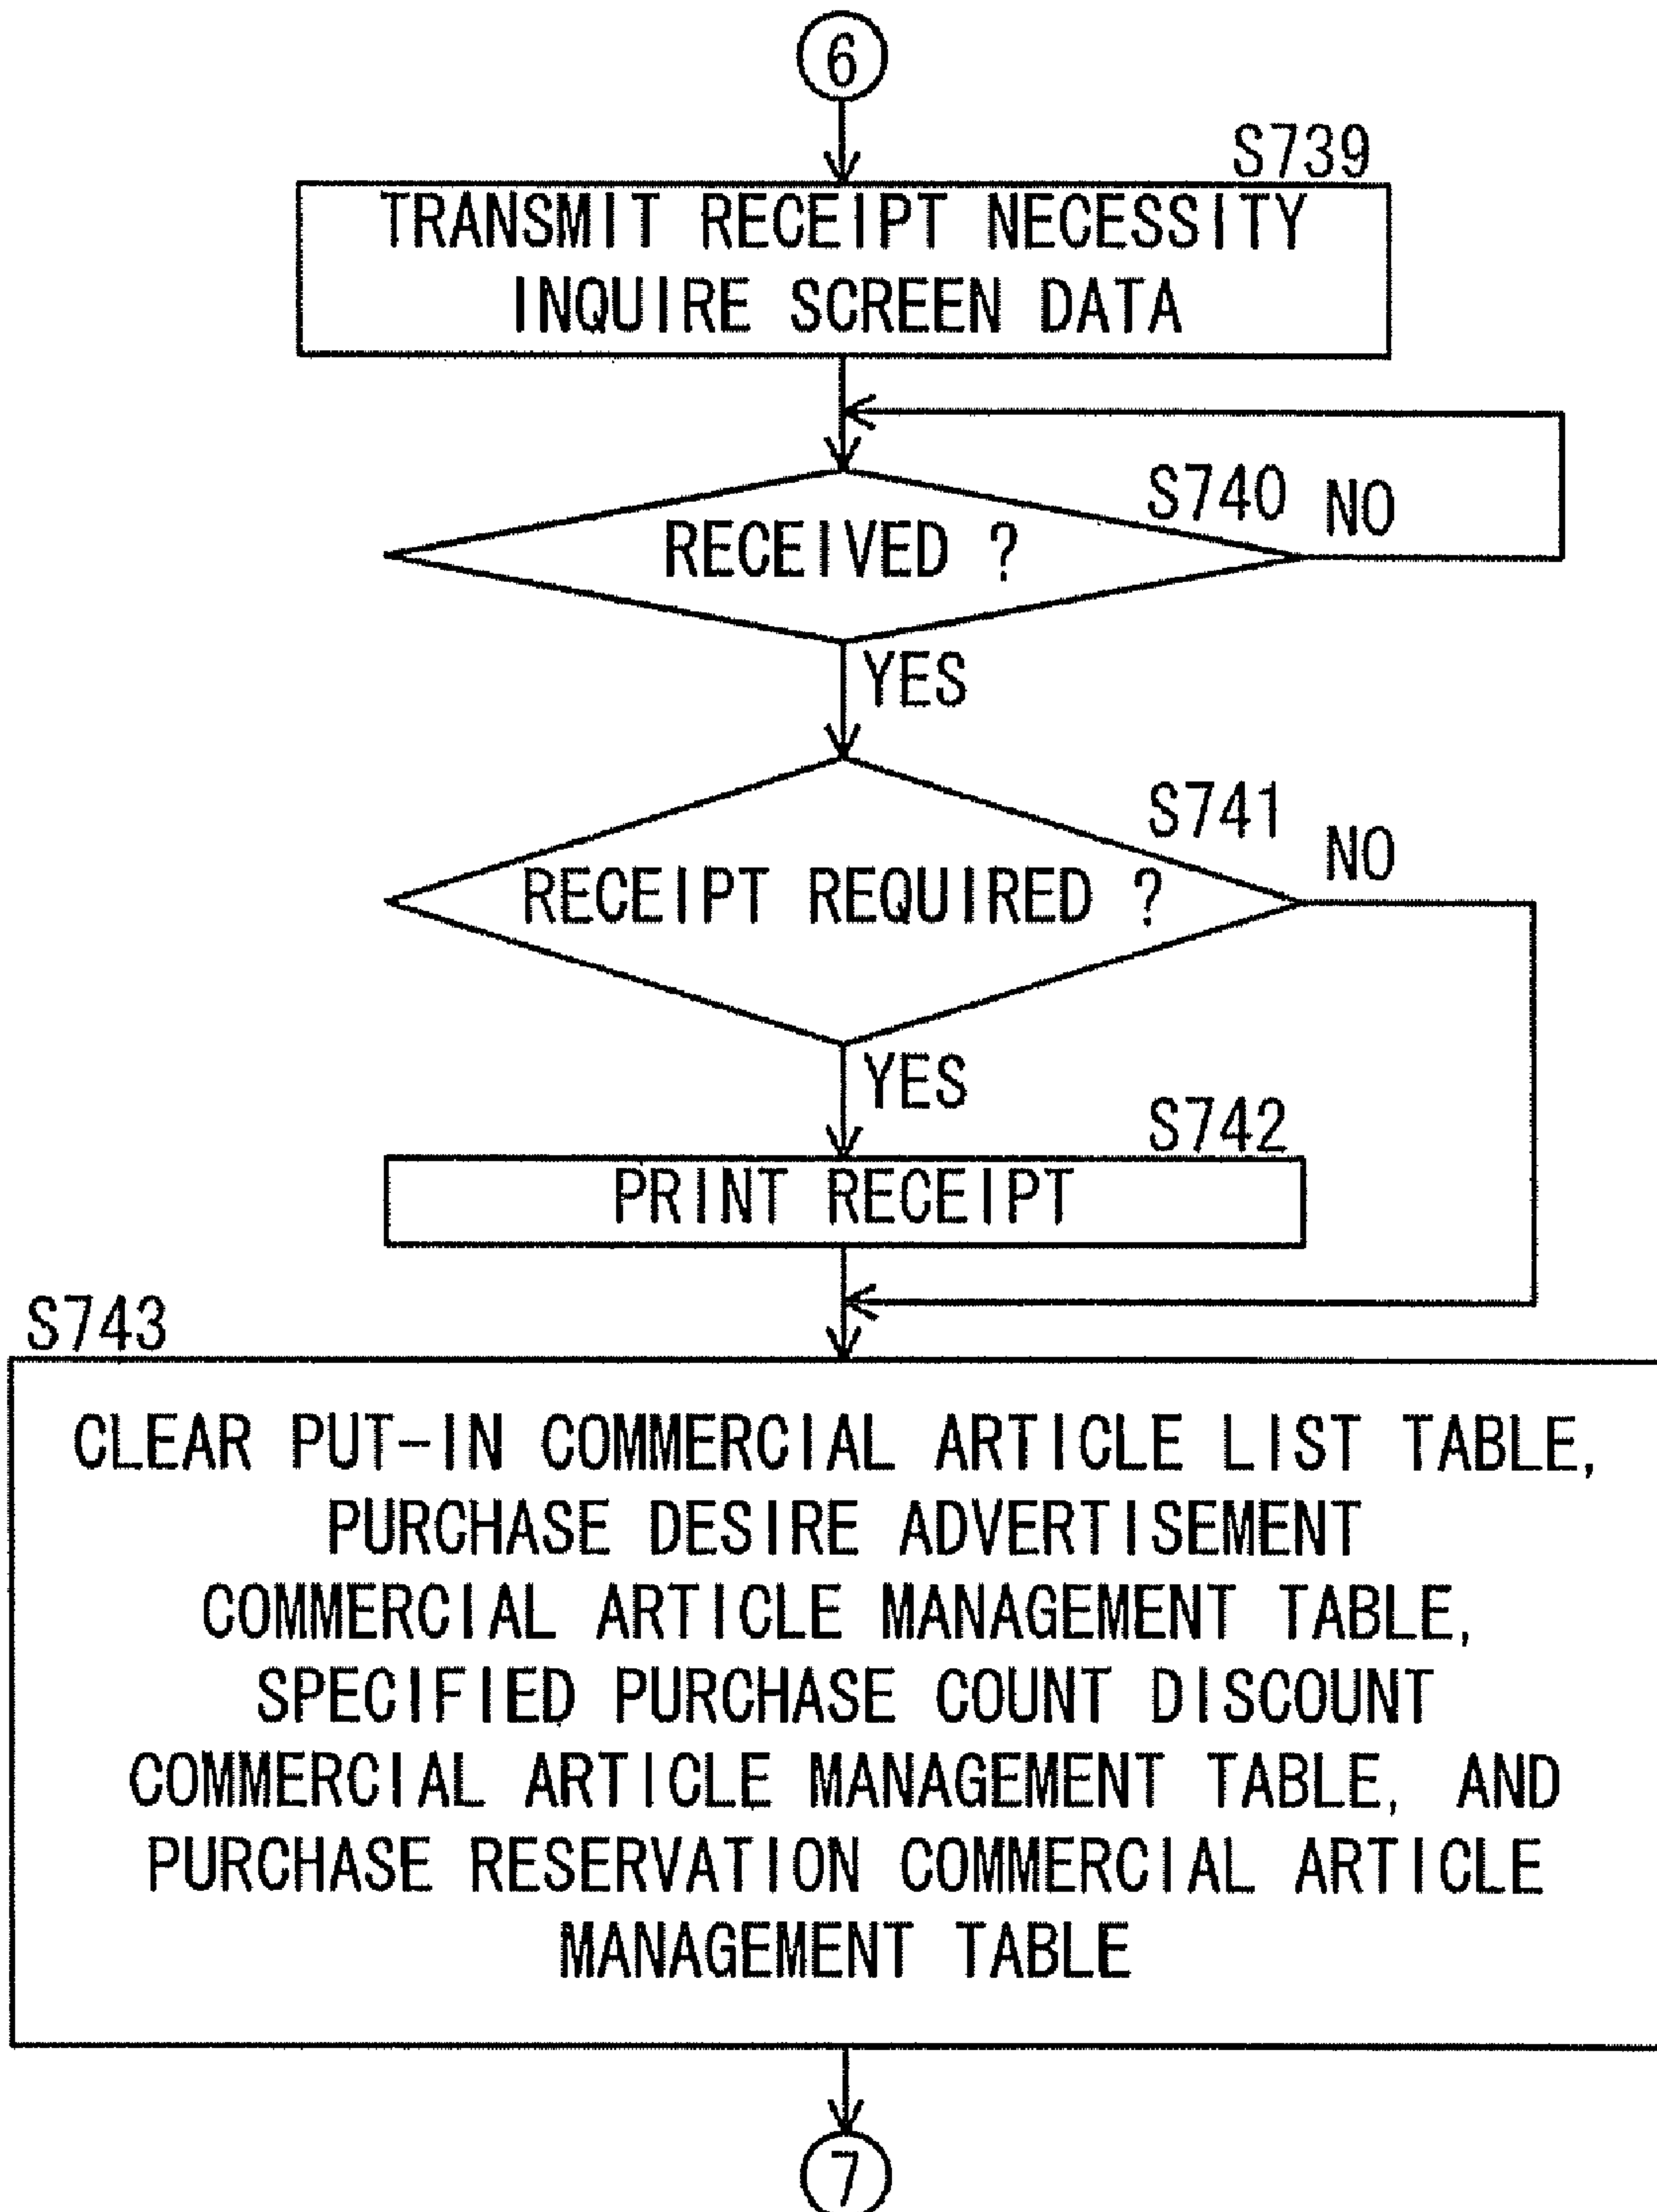 6
S739
TRANSMIT RECEIPT NECESSITY
INQUIRE SCREEN DATA
S740
NO
RECEIVED ?
YES
S741
NO
RECEIPT REQUIRED ?
YES
S742
PRINT RECEIPT
S743
CLEAR PUT-IN COMMERCIAL ARTICLE LIST TABLE,
PURCHASE DESIRE ADVERTISEMENT
COMMERCIAL ARTICLE MANAGEMENT TABLE,
SPECIFIED PURCHASE COUNT DISCOUNT
COMMERCIAL ARTICLE MANAGEMENT TABLE, AND
PURCHASE RESERVATION COMMERCIAL ARTICLE
MANAGEMENT TABLE
7